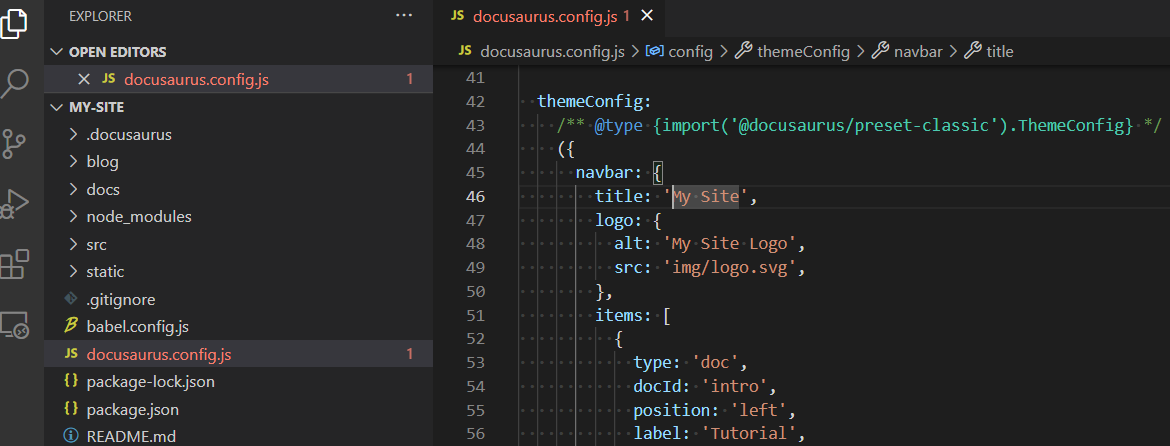 EXPLORER ···
OPEN EDITORS
JS docusaurus.config.js 1
MY-SITE
.docusaurus
blog
docs
node_modules
src
static
.gitignore
babel.config.js
JS docusaurus.config.js 1
{} package-lock.json
{} package.json
README.md
JS docusaurus.config.js 1
JS docusaurus.config.js > config > themeConfig > navbar > title
41
42 themeConfig:
43 /** @type {import('@docusaurus/preset-classic').ThemeConfig} */
44 ({
45 navbar: {
46 title: 'My Site',
47 logo: {
48 alt: 'My Site Logo',
49 src: 'img/logo.svg',
50 },
51 items: [
52 {
53 type: 'doc',
54 docId: 'intro',
55 position: 'left',
56 label: 'Tutorial',